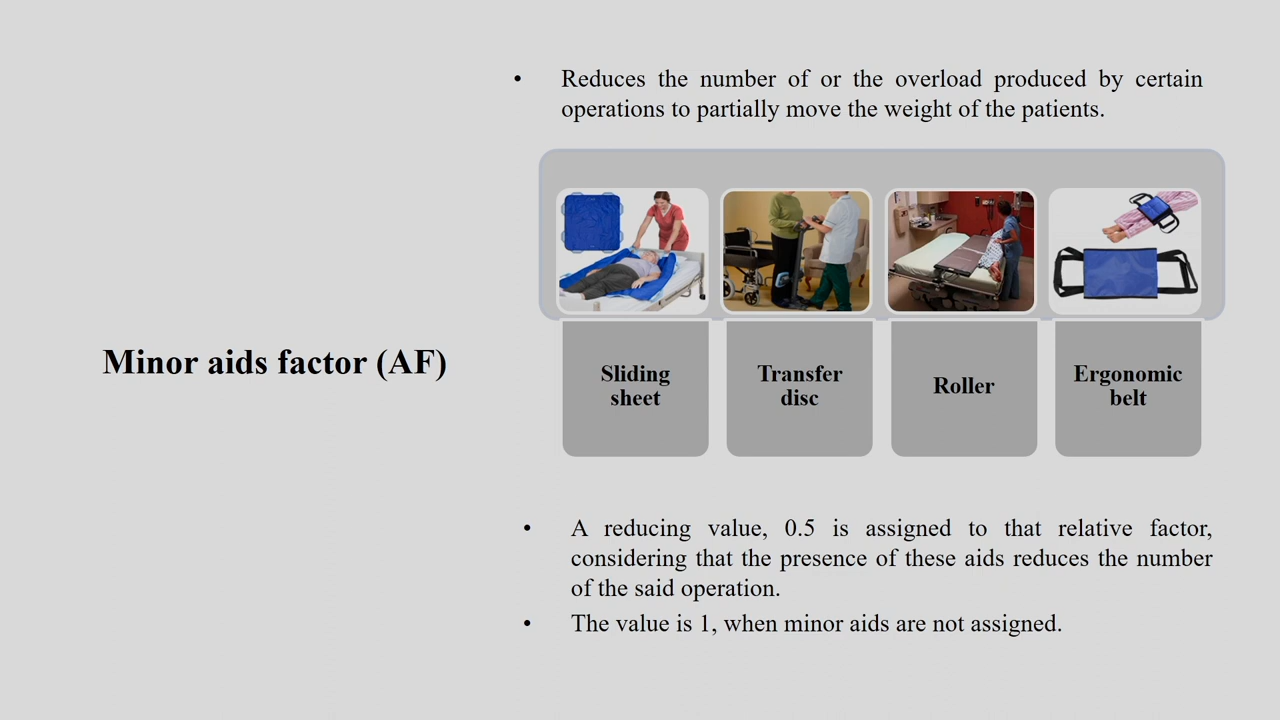 Minor aids factor (AF)
• Reduces the number of or the overload produced by certain
operations to partially move the weight of the patients.
Sliding
sheet
Transfer
disc
Roller
Ergonomic
belt
• A reducing value, 0.5 is assigned to that relative factor,
considering that the presence of these aids reduces the number
of the said operation.
• The value is 1, when minor aids are not assigned.